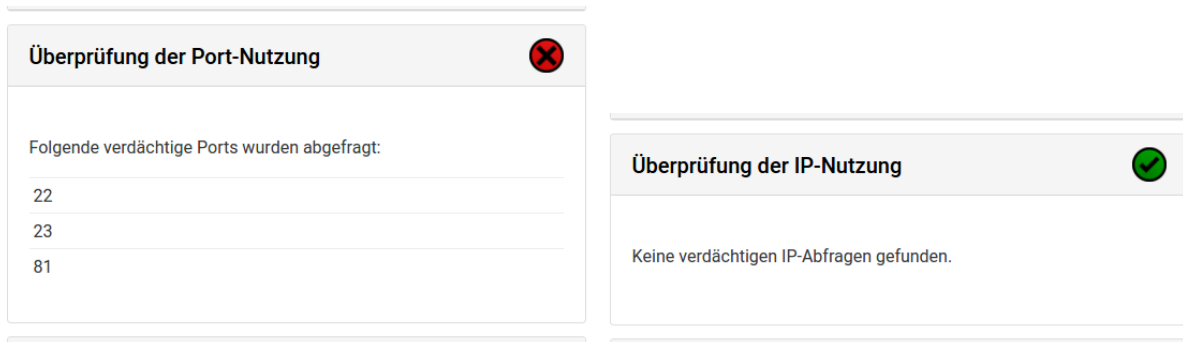 Überprüfung der Port-Nutzung
Folgende verdächtige Ports wurden abgefragt:
22
23
81
Überprüfung der IP-Nutzung
Keine verdächtigen IP-Abfragen gefunden.